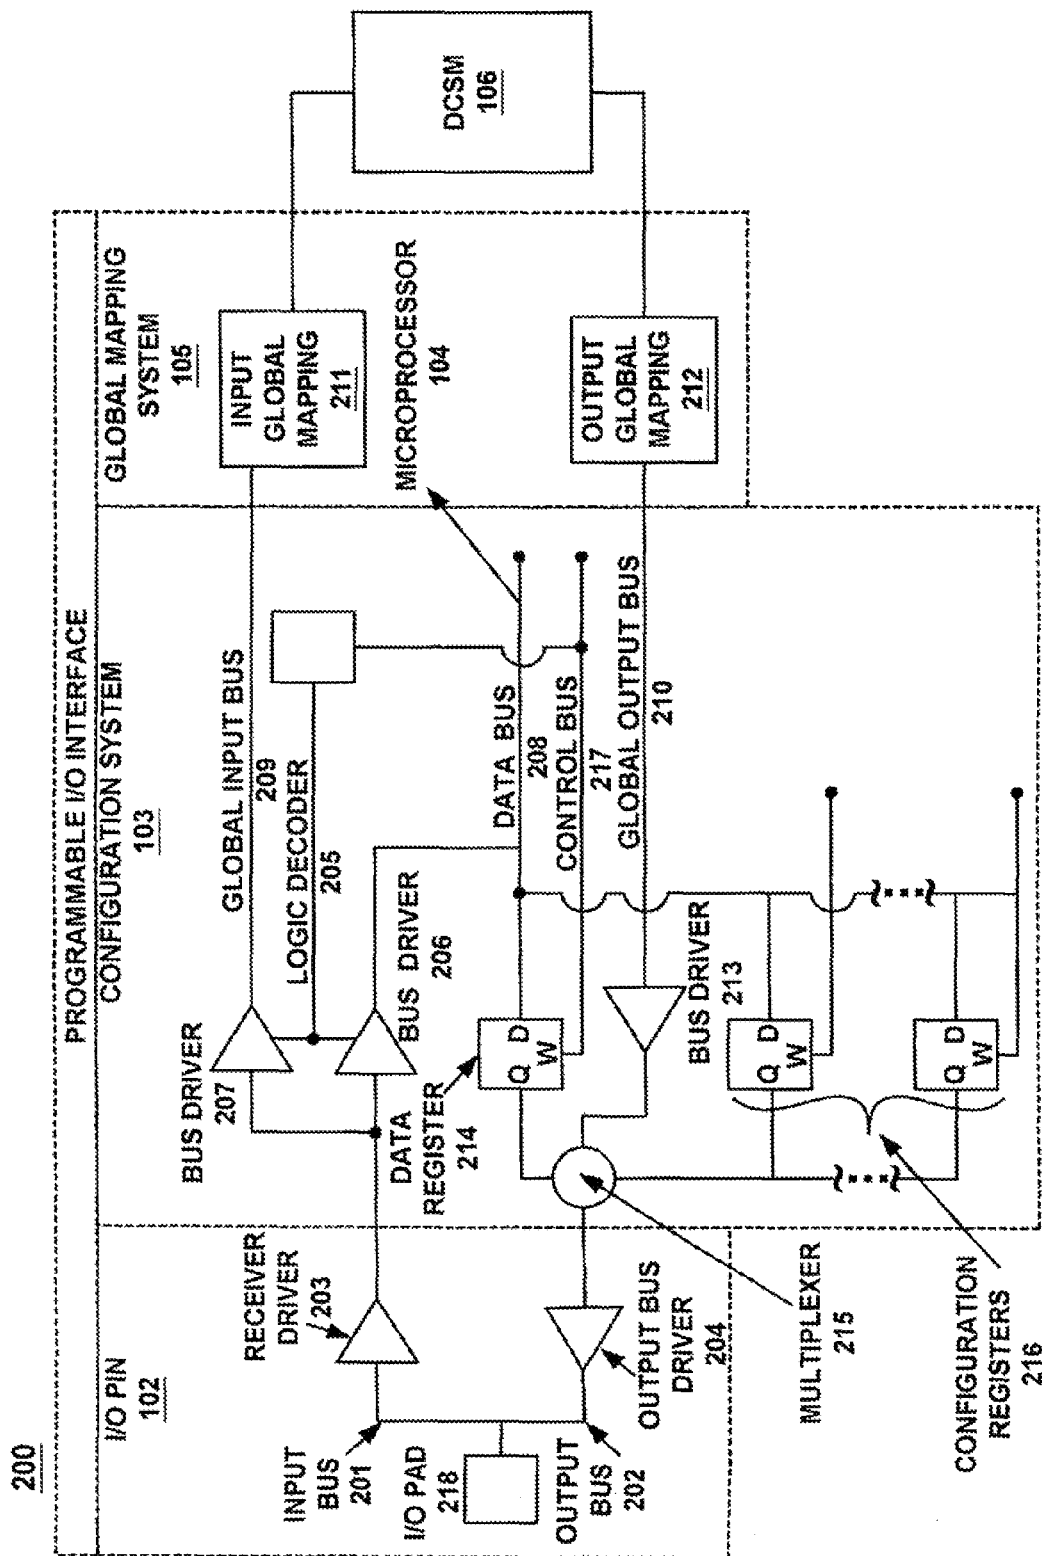 200
PROGRAMMABLE I/O INTERFACE
I/O PIN
102
CONFIGURATION SYSTEM
103
GLOBAL MAPPING
SYSTEM
105
INPUT
BUS
201
I/O PAD
218
OUTPUT
BUS
202
RECEIVER
DRIVER
203
OUTPUT BUS
DRIVER
204
BUS DRIVER
207
GLOBAL INPUT BUS
209
LOGIC DECODER
205
BUS DRIVER
206
DATA
REGISTER
214
Q D
W
DATA BUS
208
CONTROL BUS
217
GLOBAL OUTPUT BUS
210
BUS DRIVER
213
Q D
W
Q D
W
MULTIPLEXER
215
CONFIGURATION
REGISTERS
216
INPUT
GLOBAL
MAPPING
211
MICROPROCESSOR
104
OUTPUT
GLOBAL
MAPPING
212
DCSM
106